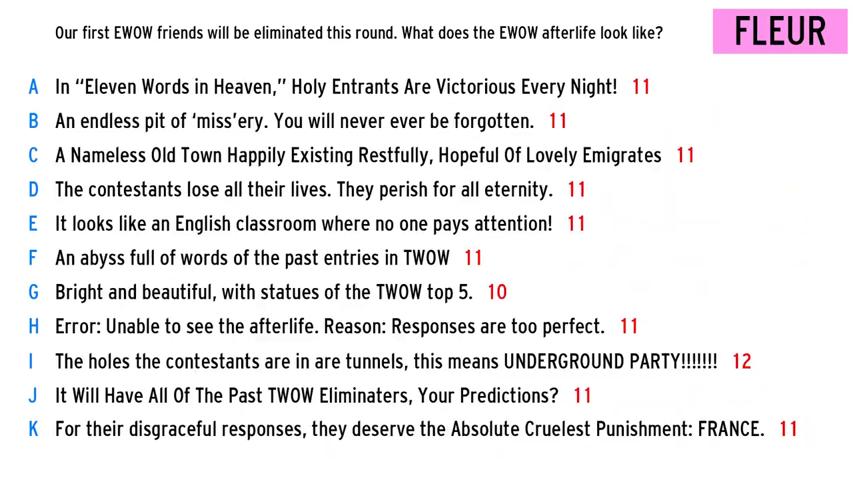 Our first EWOW friends will be eliminated this round. What does the EWOW afterlife look like?
FLEUR
A In “Eleven Words in Heaven,” Holy Entrants Are Victorious Every Night! 11
B An endless pit of ‘miss’ery. You will never ever be forgotten. 11
C A Nameless Old Town Happily Existing Restfully, Hopeful Of Lovely Emigrates 11
D The contestants lose all their lives. They perish for all eternity. 11
E It looks like an English classroom where no one pays attention! 11
F An abyss full of words of the past entries in TWOW 11
G Bright and beautiful, with statues of the TWOW top 5. 10
H Error: Unable to see the afterlife. Reason: Responses are too perfect. 11
I The holes the contestants are in are tunnels, this means UNDERGROUND PARTY!!!!!!! 12
J It Will Have All Of The Past TWOW Eliminaters, Your Predictions? 11
K For their disgraceful responses, they deserve the Absolute Cruelest Punishment: FRANCE. 11